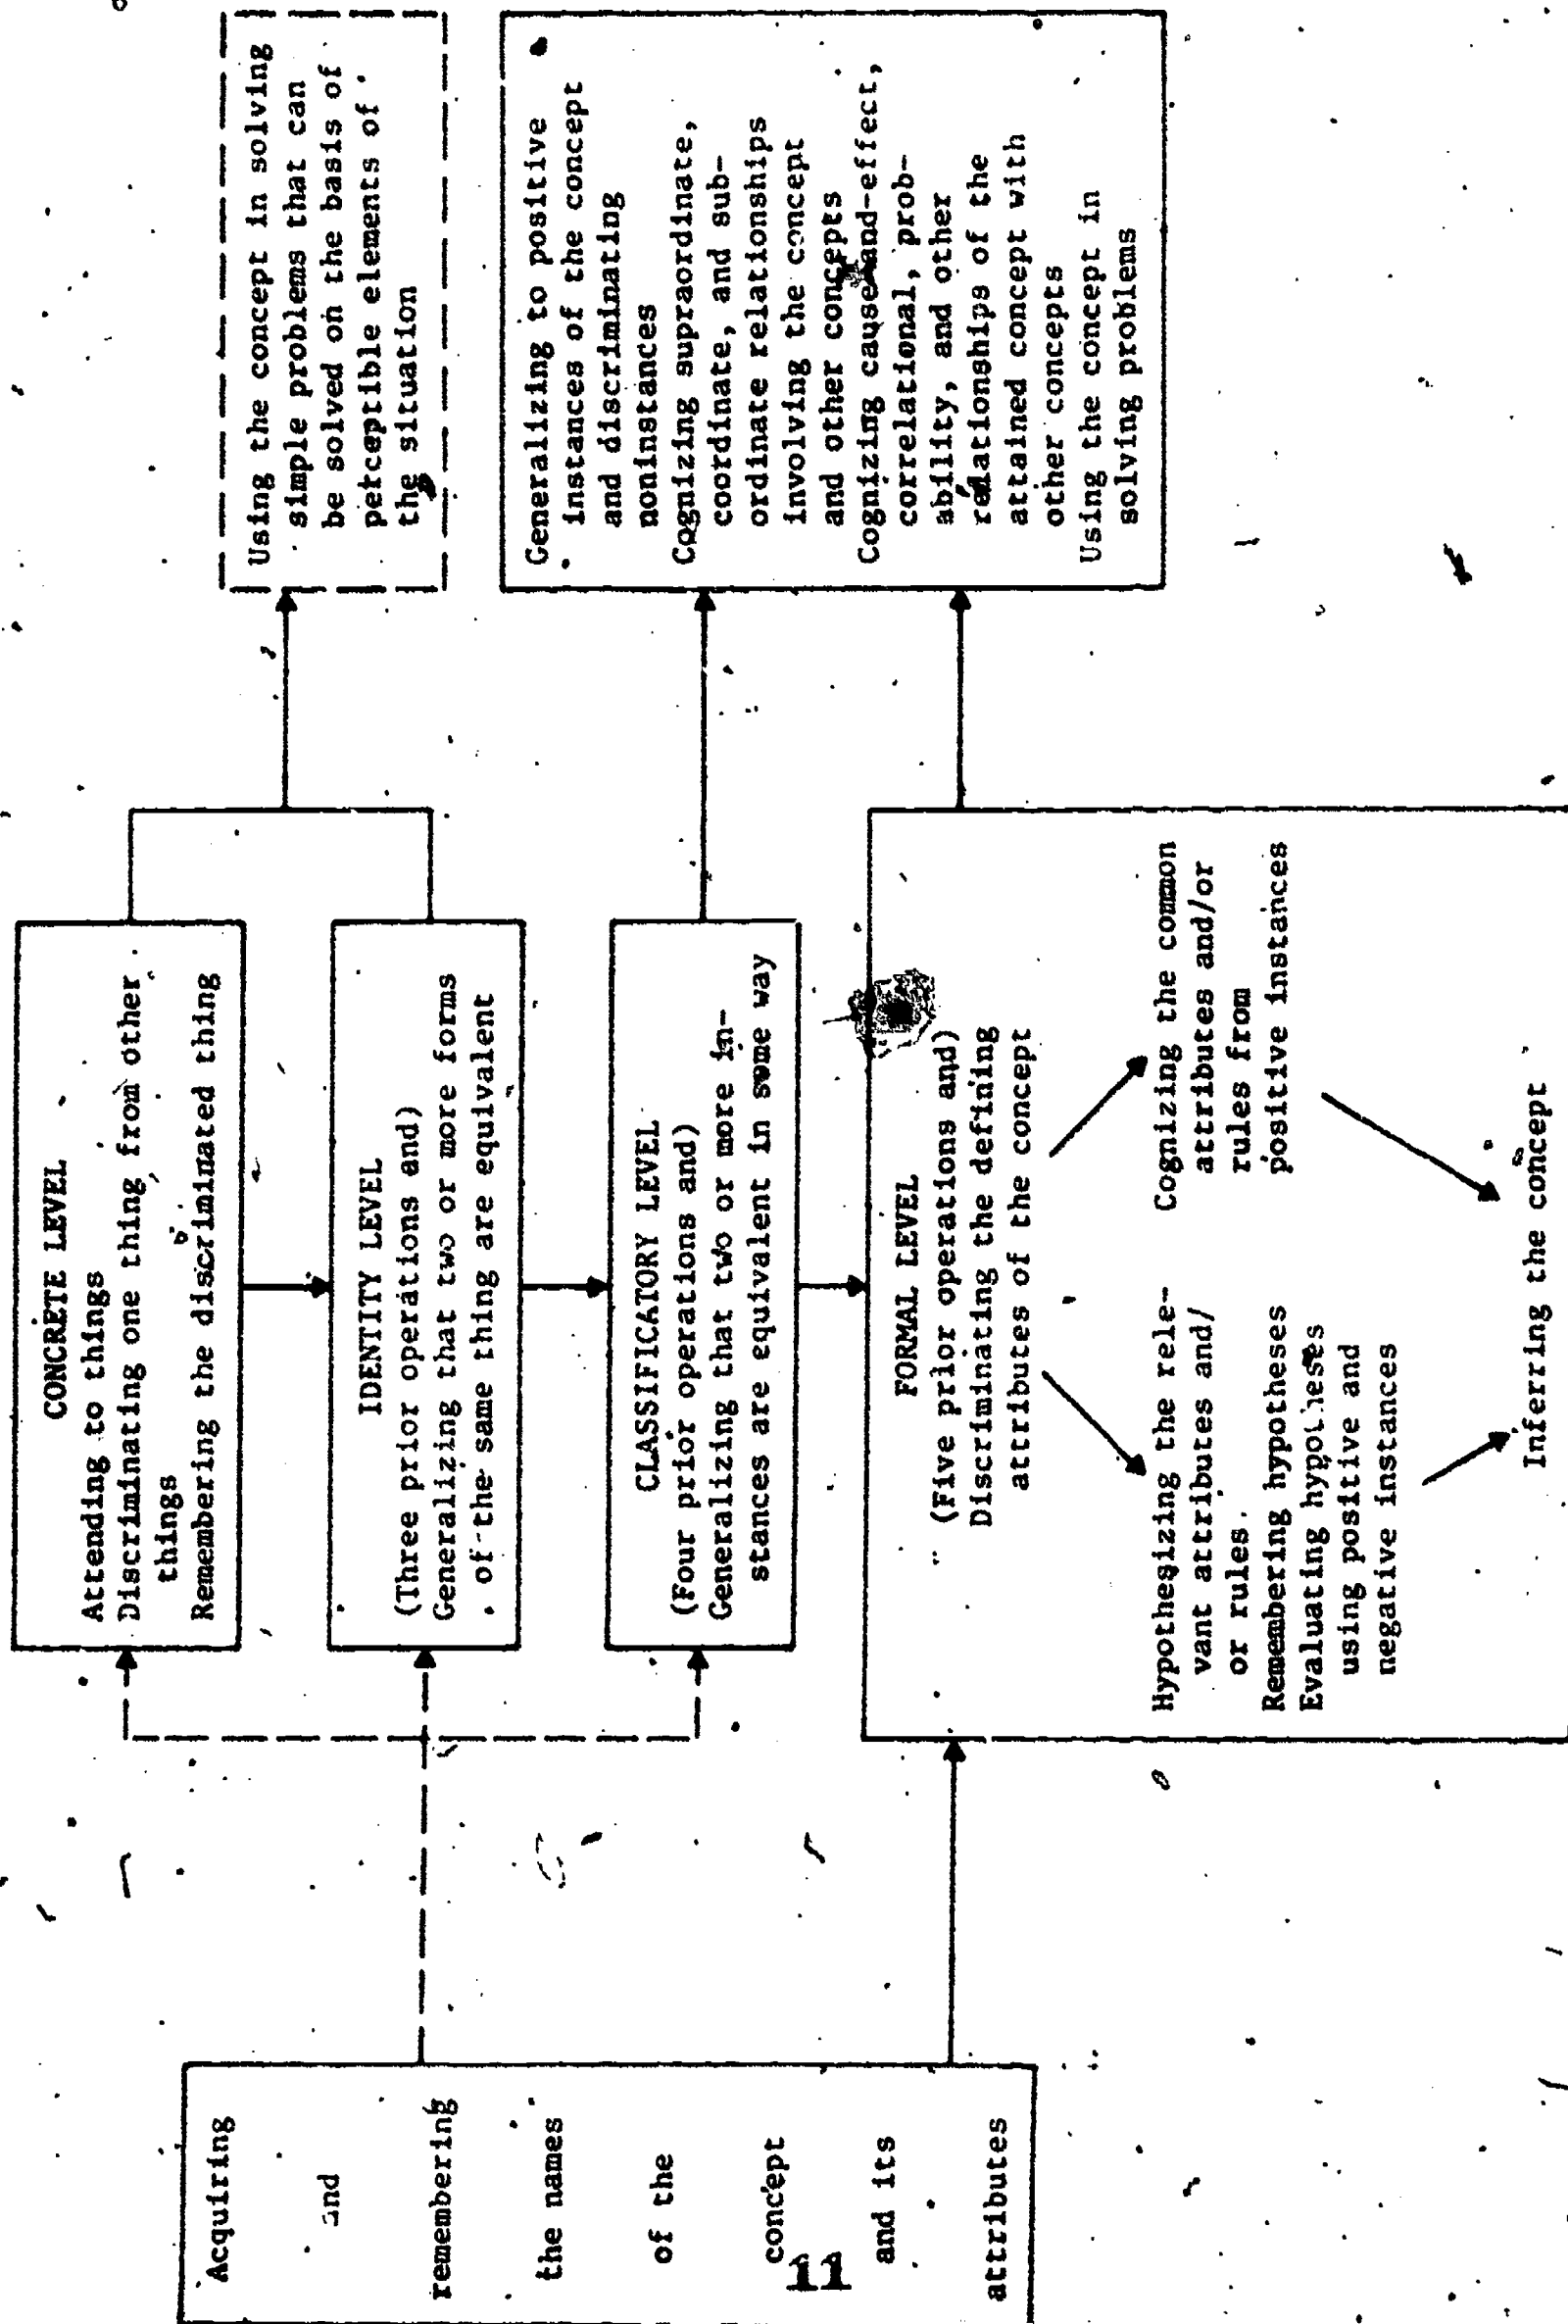 Acquiring
and
remembering
the names
of the
concept
and its
attributes
CONCRETE LEVEL
Attending to things
Discriminating one thing from other
things
Remembering the discriminated thing
IDENTITY LEVEL
(Three prior operations and)
Generalizing that two or more forms
of the same thing are equivalent
CLASSIFICATORY LEVEL
(Four prior operations and)
Generalizing that two or more in-
stances are equivalent in some way
FORMAL LEVEL
(Five prior operations and)
Discriminating the defining
attributes of the concept
Hypothesizing the rele-
vant attributes and/
or rules.
Remembering hypotheses
Evaluating hypotheses
using positive and
negative instances
Cognizing the common
attributes and/or
rules from
positive instances
Inferring the concept
Using the concept in solving
simple problems that can
be solved on the basis of
perceptible elements of
the situation
Generalizing to positive
instances of the concept
and discriminating
noninstances
Cognizing supraordinate,
coordinate, and sub-
ordinate relationships
involving the concept
and other concepts
Cognizing cause-and-effect,
correlational, prob-
ability, and other
relationships of the
attained concept with
other concepts
Using the concept in
solving problems
11